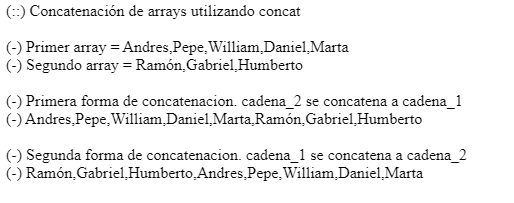 (::) Concatenación de arrays utilizando concat
(-) Primer array = Andres,Pepe,William,Daniel,Marta
(-) Segundo array = Ramón,Gabriel,Humberto
(-) Primera forma de concatenacion. cadena_2 se concatena a cadena_1
(-) Andres,Pepe,William,Daniel,Marta,Ramón,Gabriel,Humberto
(-) Segunda forma de concatenacion. cadena_1 se concatena a cadena_2
(-) Ramón,Gabriel,Humberto,Andres,Pepe,William,Daniel,Marta